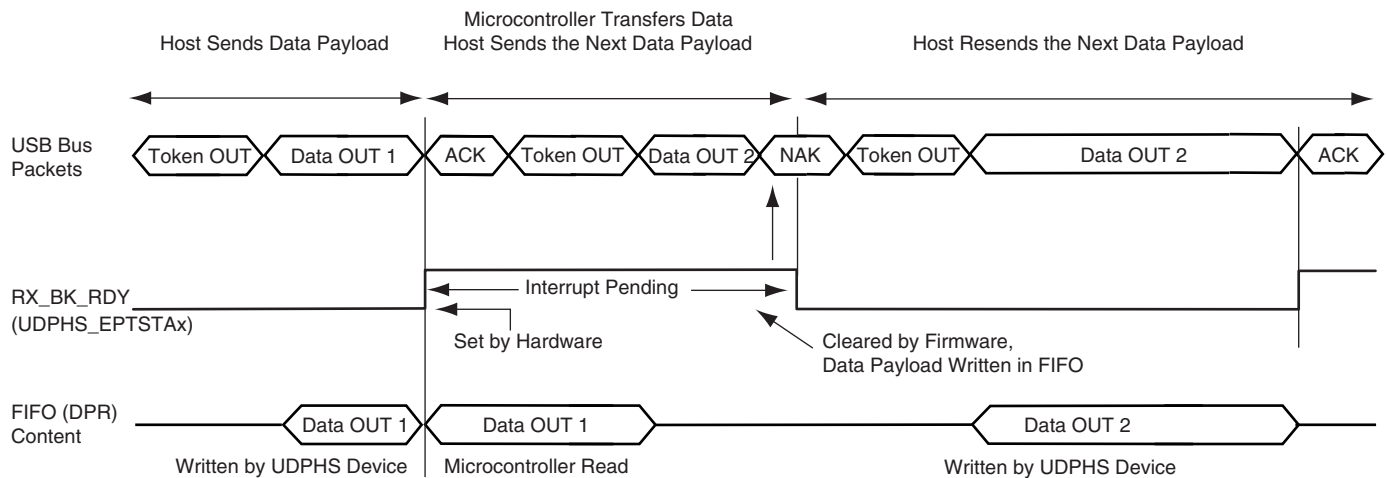 Host Sends Data Payload
Microcontroller Transfers Data
Host Sends the Next Data Payload
Host Resends the Next Data Payload
USB Bus
Packets
Token OUT
Data OUT 1
ACK
Token OUT
Data OUT 2
NAK
Token OUT
Data OUT 2
ACK
RX_BK_RDY
(UDPHS_EPTSTAx)
Interrupt Pending
Set by Hardware
Cleared by Firmware,
Data Payload Written in FIFO
FIFO (DPR)
Content
Data OUT 1
Data OUT 1
Data OUT 2
Written by UDPHS Device
Microcontroller Read
Written by UDPHS Device